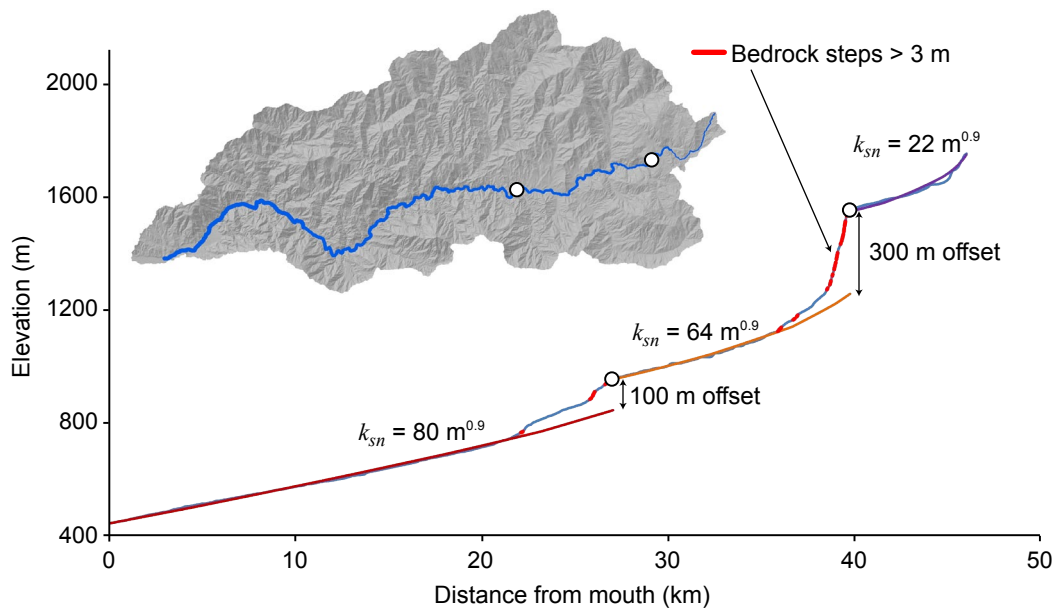 Bedrock steps > 3 m
2000
k_sn = 22 m^0.9
1600
300 m offset
Elevation (m)
1200
k_sn = 64 m^0.9
100 m offset
800
k_sn = 80 m^0.9
400
0 10 20 30 40 50
Distance from mouth (km)